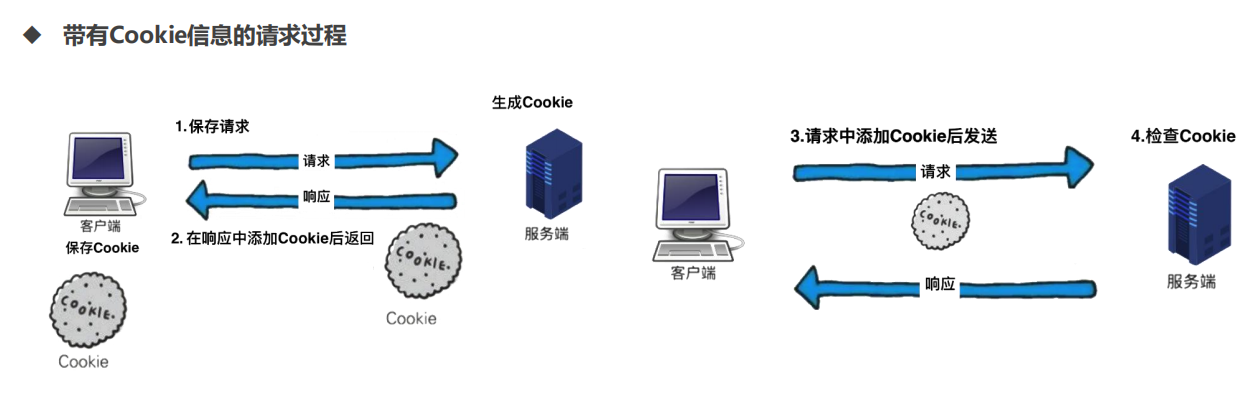 ◆ 带有Cookie信息的请求过程
生成Cookie
1.保存请求
请求
响应
客户端
保存Cookie
2. 在响应中添加Cookie后返回
服务端
COOKIE.
Cookie
COOKIE.
Cookie
3.请求中添加Cookie后发送
4.检查Cookie
请求
COOKIE.
客户端
响应
服务端